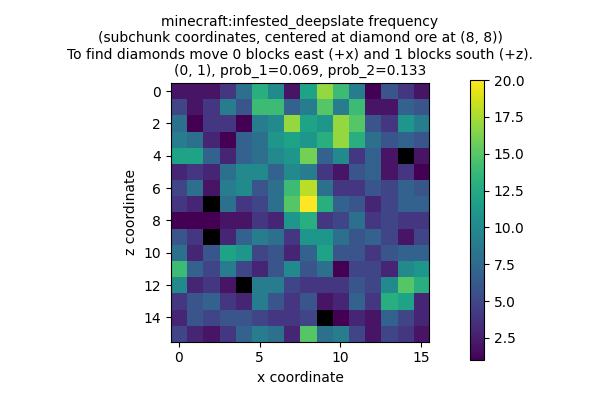 minecraft:infested_deepslate frequency
(subchunk coordinates, centered at diamond ore at (8, 8))
To find diamonds move 0 blocks east (+x) and 1 blocks south (+z).
(0, 1), prob_1=0.069, prob_2=0.133
0
2
4
6
8
10
12
14
z coordinate
0 5 10 15
x coordinate
20.0
17.5
15.0
12.5
10.0
7.5
5.0
2.5